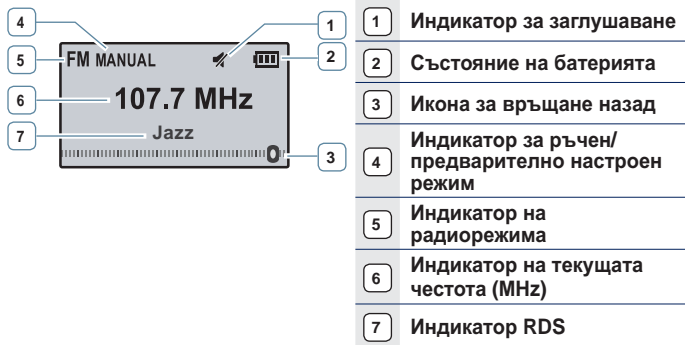 4
1
5
FM MANUAL
2
6
107.7 MHz
7
Jazz
3
1 Индикатор за заглушаване
2 Състояние на батерията
3 Икона за връщане назад
4 Индикатор за ръчен/
предварително настроен
режим
5 Индикатор на
радиорежима
6 Индикатор на текущата
честота (MHz)
7 Индикатор RDS